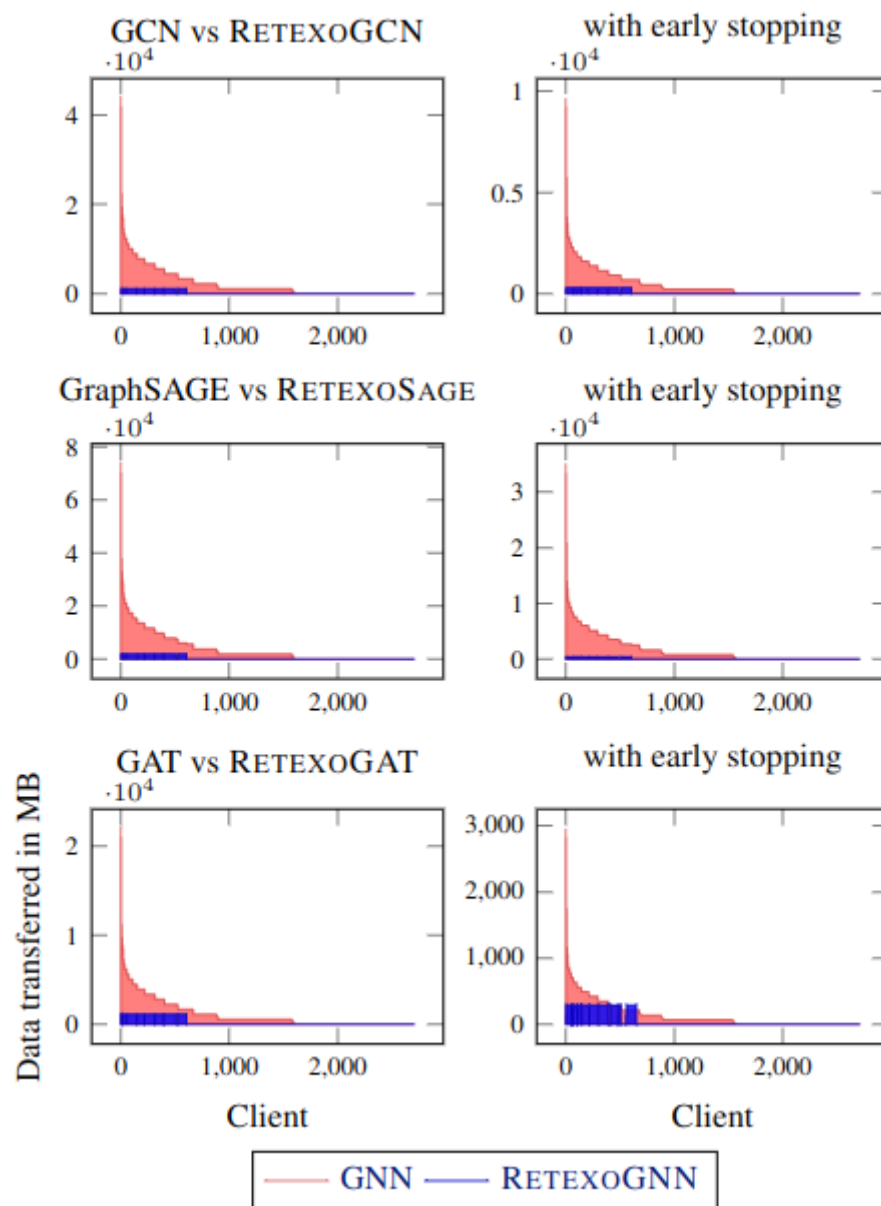 GCN vs RETEXOGCN
·10^4
4
2
0
0 1,000 2,000
with early stopping
·10^4
1
0.5
0
0 1,000 2,000
GraphSAGE vs RETEXOSAGE
·10^4
8
6
4
2
0
0 1,000 2,000
with early stopping
·10^4
3
2
1
0
0 1,000 2,000
GAT vs RETEXOGAT
·10^4
2
1
0
0 1,000 2,000
Client
with early stopping
3,000
2,000
1,000
0
0 1,000 2,000
Client
Data transferred in MB
GNN RETEXOGNN